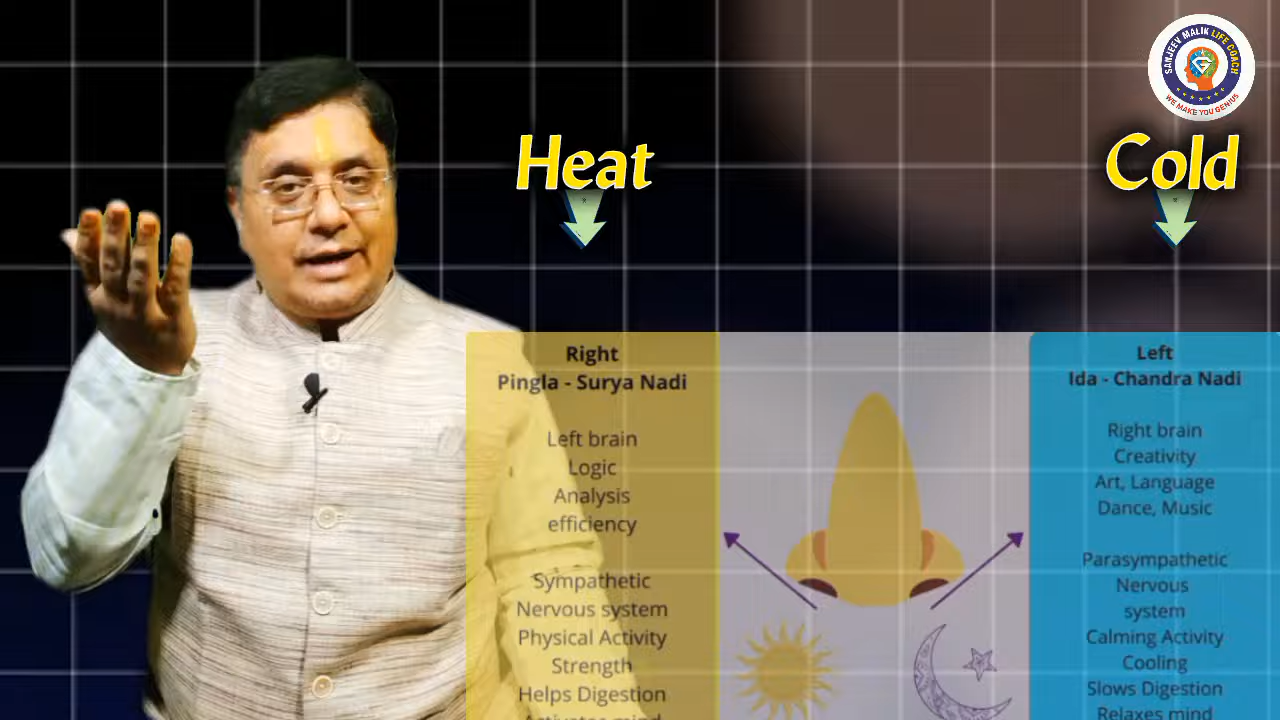 SANJEEV MALIK LIFE COACH
WE MAKE YOU GENIUS
Heat
Cold
Right
Pingla - Surya Nadi
Left brain
Logic
Analysis
efficiency
Sympathetic
Nervous system
Physical Activity
Strength
Helps Digestion
Activates mind
Left
Ida - Chandra Nadi
Right brain
Creativity
Art, Language
Dance, Music
Parasympathetic
Nervous
system
Calming Activity
Cooling
Slows Digestion
Relaxes mind